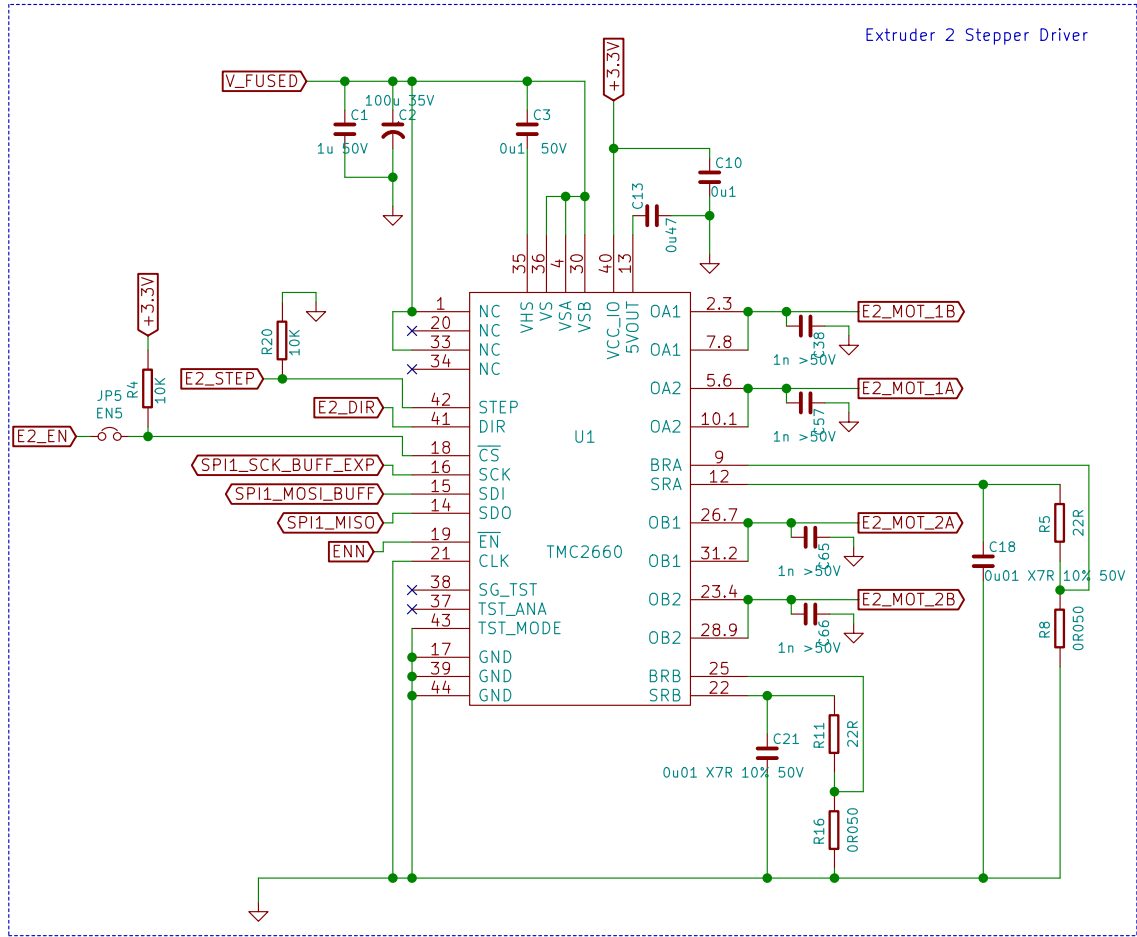 Extruder 2 Stepper Driver
V_FUSED
+3.3V
100u 35V
C1
C2
1u 50V
C3
0u1 50V
C10
0u1
C13
0u47
35
36
4
30
40
13
VHS
VS
VSA
VSB
VCC_IO
5VOUT
+3.3V
R20
10K
R4
10K
JP5
EN5
E2_STEP
E2_DIR
E2_EN
SPI1_SCK_BUFF_EXP
SPI1_MOSI_BUFF
SPI1_MISO
ENN
1 NC
20 NC
33 NC
34 NC
42 STEP
41 DIR
18 CS
16 SCK
15 SDI
14 SDO
19 EN
21 CLK
38 SG_TST
37 TST_ANA
43 TST_MODE
17 GND
39 GND
44 GND
U1
TMC2660
OA1 2.3
OA1 7.8
OA2 5.6
OA2 10.1
BRA 9
SRA 12
OB1 26.7
OB1 31.2
OB2 23.4
OB2 28.9
BRB 25
SRB 22
E2_MOT_1B
C38
1n >50V
E2_MOT_1A
C57
1n >50V
E2_MOT_2A
C65
1n >50V
E2_MOT_2B
C66
1n >50V
R5
22R
C18
0u01 X7R 10% 50V
R8
0R050
R11
22R
C21
0u01 X7R 10% 50V
R16
0R050